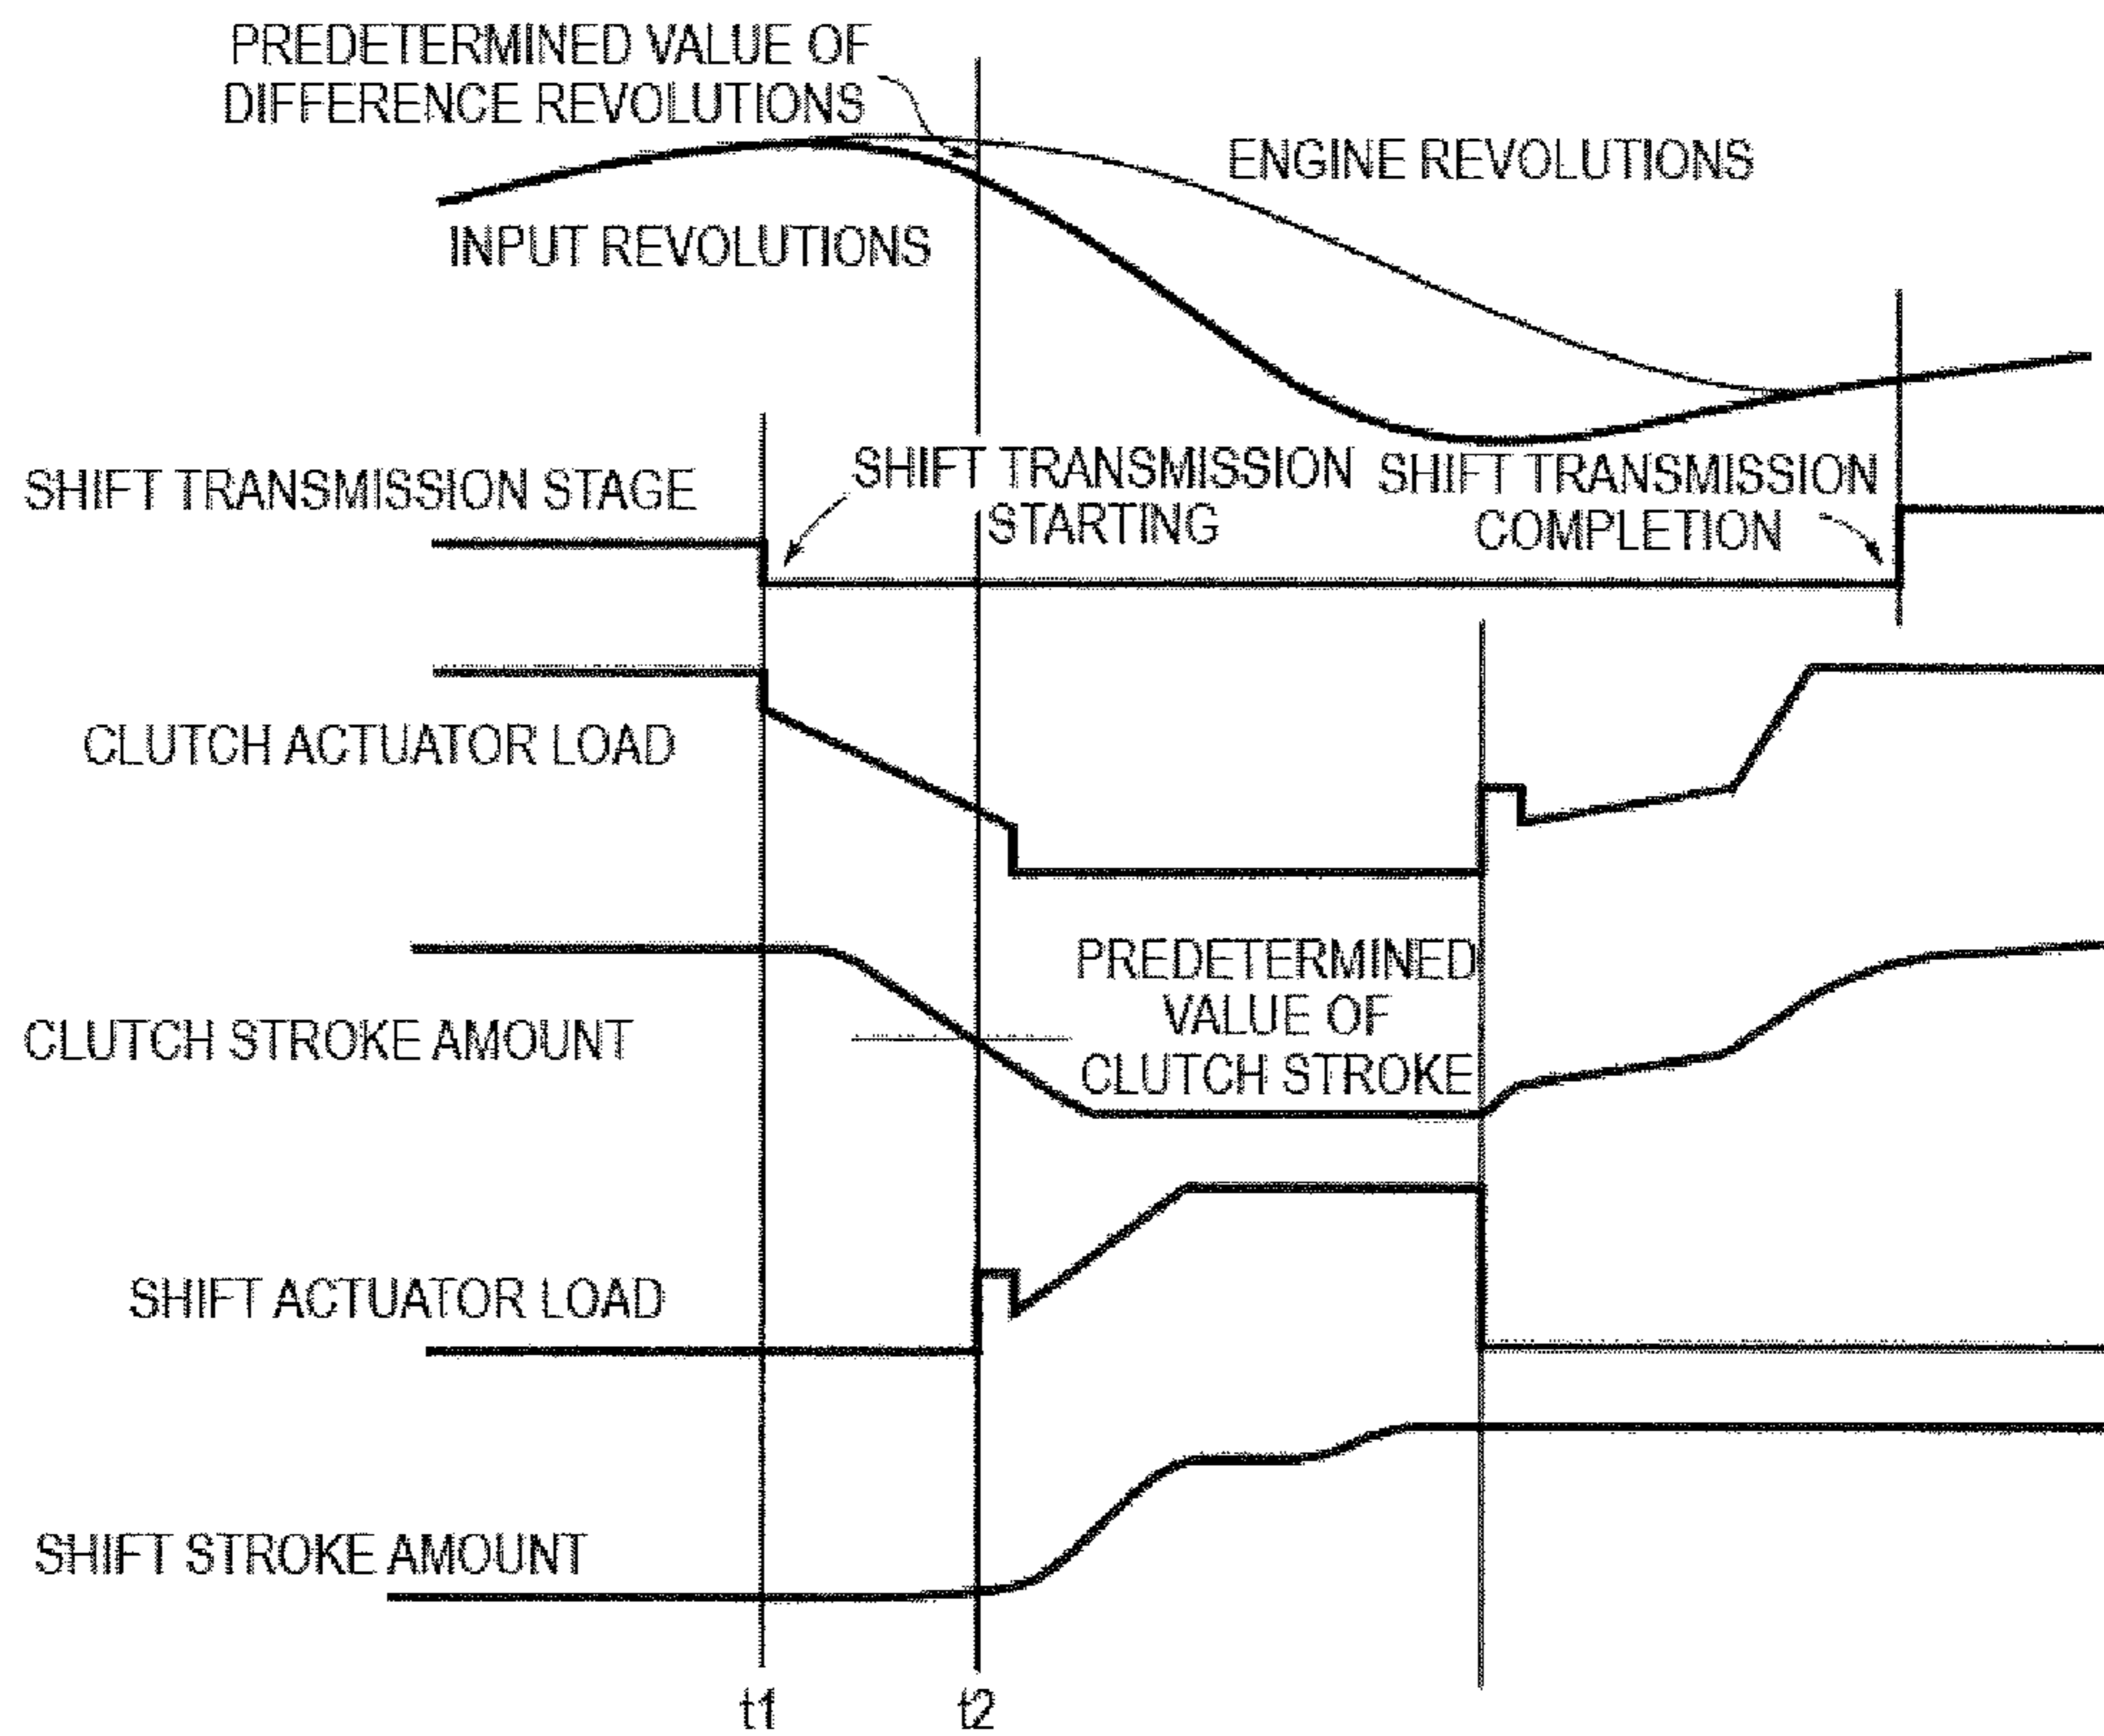 PREDETERMINED VALUE OF
DIFFERENCE REVOLUTIONS
ENGINE REVOLUTIONS
INPUT REVOLUTIONS
SHIFT TRANSMISSION STAGE
SHIFT TRANSMISSION
STARTING
SHIFT TRANSMISSION
COMPLETION
CLUTCH ACTUATOR LOAD
PREDETERMINED
VALUE OF
CLUTCH STROKE
CLUTCH STROKE AMOUNT
SHIFT ACTUATOR LOAD
SHIFT STROKE AMOUNT
t1
t2